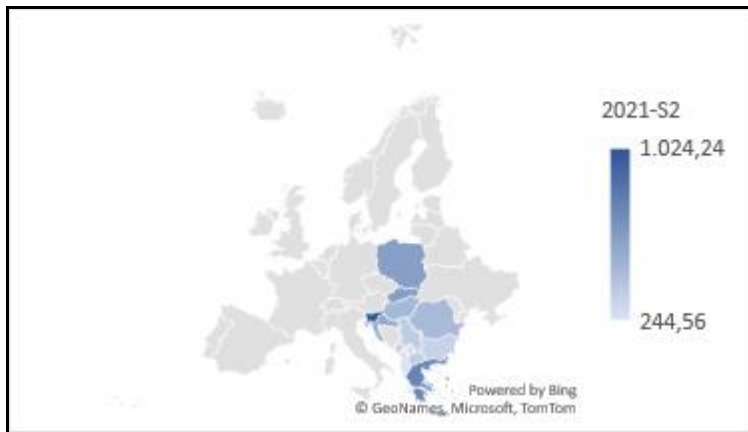 2021-S2
1.024,24
244,56
Powered by Bing
© GeoNames, Microsoft, TomTom